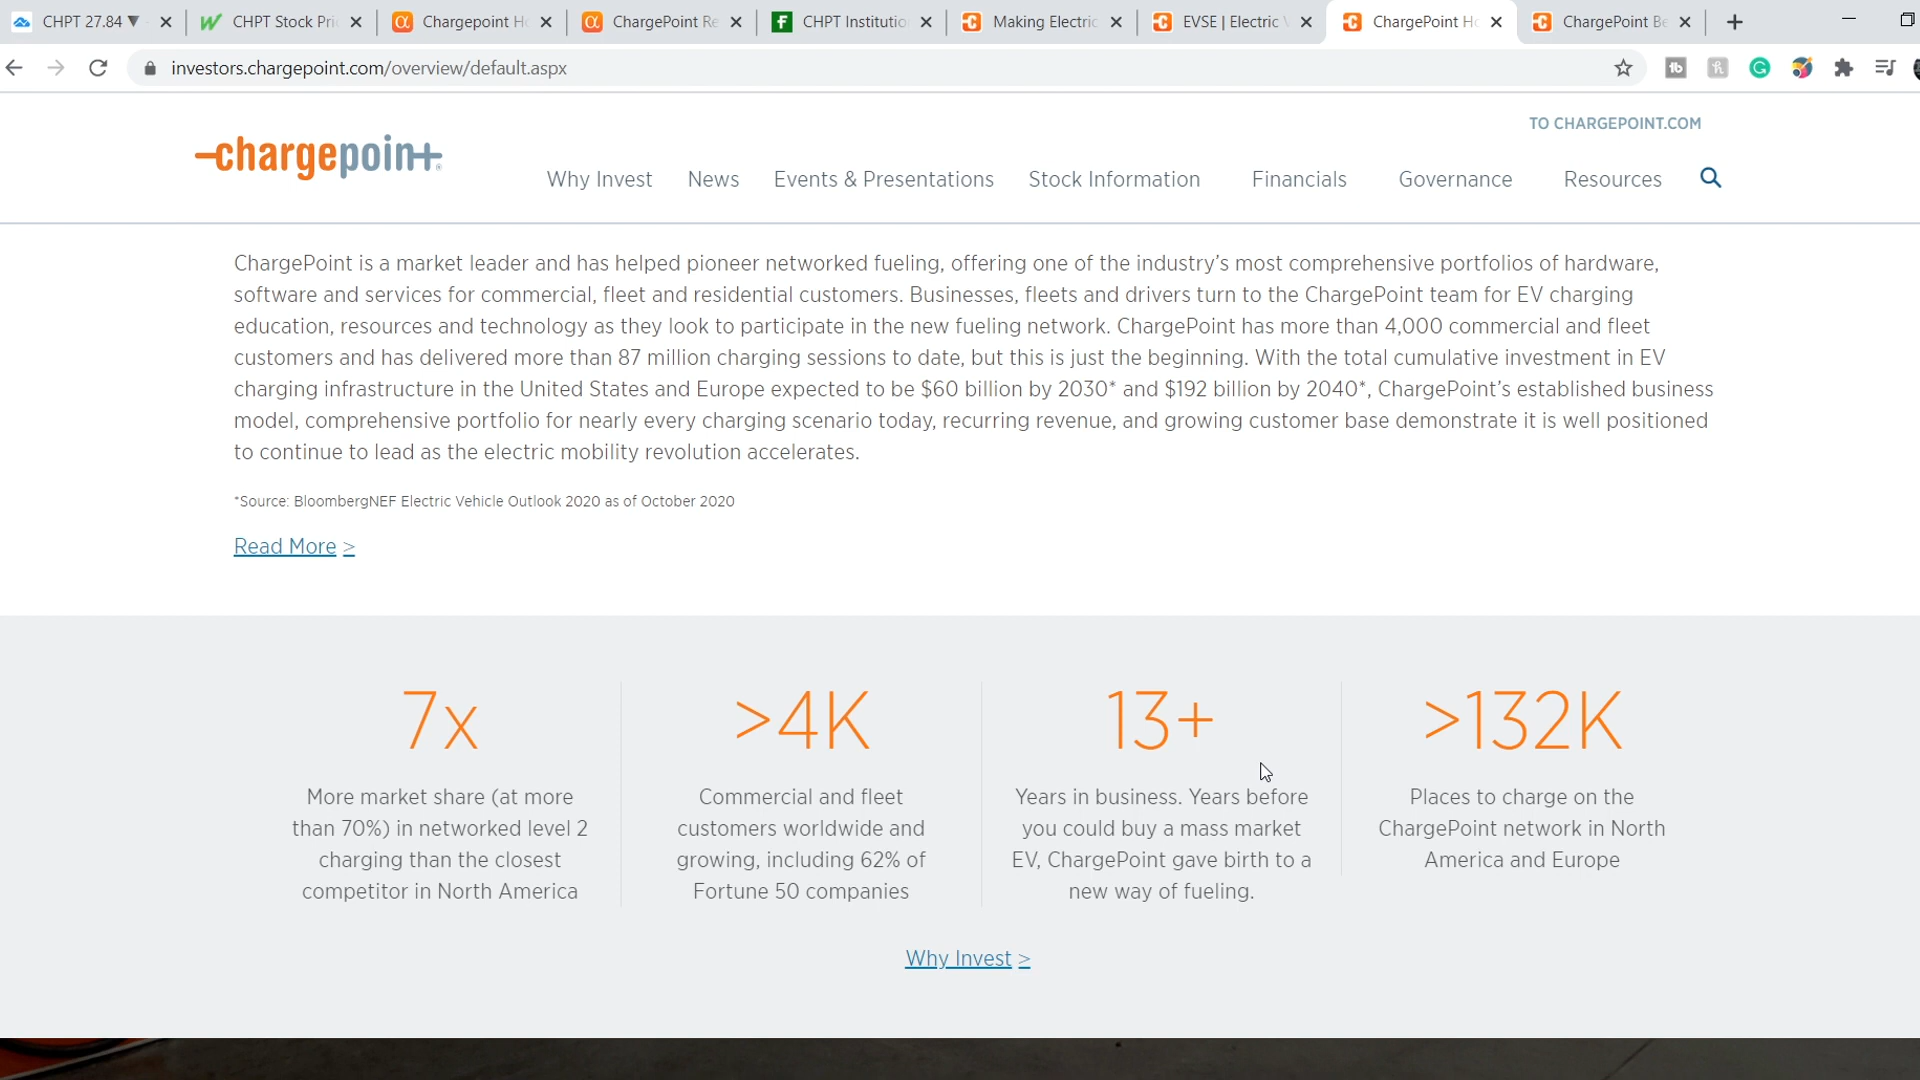 CHPT 27.84 ▼
CHPT Stock Pri
Chargepoint Ho
ChargePoint Re
CHPT Institution
Making Electric
EVSE | Electric V
ChargePoint Ho
ChargePoint Be
investors.chargepoint.com/overview/default.aspx
TO CHARGEPOINT.COM
chargepoint
Why Invest
News
Events & Presentations
Stock Information
Financials
Governance
Resources
ChargePoint is a market leader and has helped pioneer networked fueling, offering one of the industry's most comprehensive portfolios of hardware,
software and services for commercial, fleet and residential customers. Businesses, fleets and drivers turn to the ChargePoint team for EV charging
education, resources and technology as they look to participate in the new fueling network. ChargePoint has more than 4,000 commercial and fleet
customers and has delivered more than 87 million charging sessions to date, but this is just the beginning. With the total cumulative investment in EV
charging infrastructure in the United States and Europe expected to be $60 billion by 2030* and $192 billion by 2040*, ChargePoint's established business
model, comprehensive portfolio for nearly every charging scenario today, recurring revenue, and growing customer base demonstrate it is well positioned
to continue to lead as the electric mobility revolution accelerates.
*Source: BloombergNEF Electric Vehicle Outlook 2020 as of October 2020
Read More >
7x
More market share (at more
than 70%) in networked level 2
charging than the closest
competitor in North America
>4K
Commercial and fleet
customers worldwide and
growing, including 62% of
Fortune 50 companies
13+
Years in business. Years before
you could buy a mass market
EV, ChargePoint gave birth to a
new way of fueling.
>132K
Places to charge on the
ChargePoint network in North
America and Europe
Why Invest >